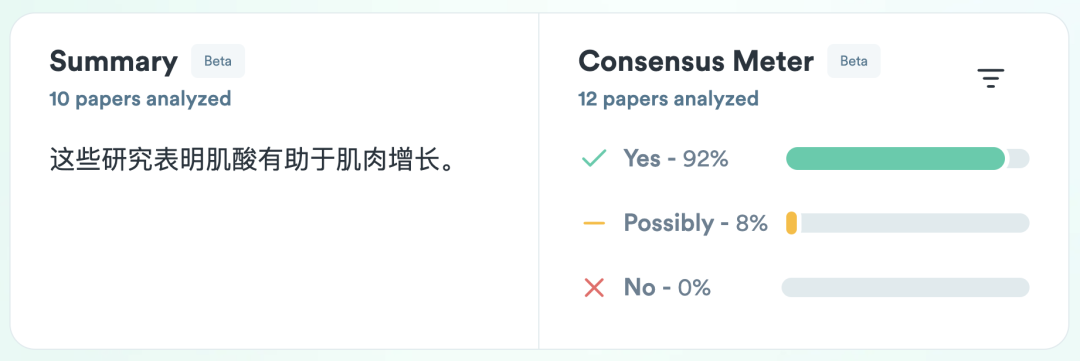 Summary Beta
10 papers analyzed
这些研究表明肌酸有助于肌肉增长。
Consensus Meter Beta
12 papers analyzed
Yes - 92%
Possibly - 8%
No - 0%